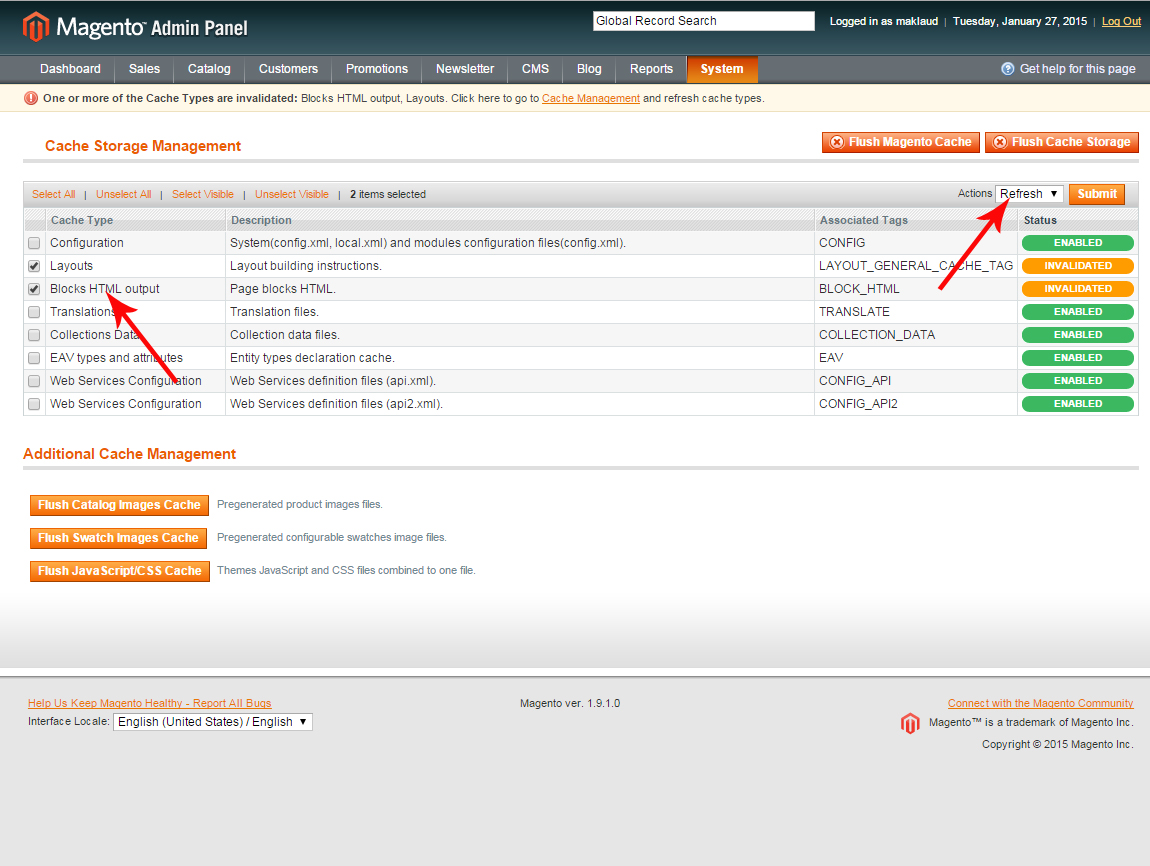 Magento™ Admin Panel
Global Record Search
Logged in as maklaud | Tuesday, January 27, 2015 | Log Out
Dashboard Sales Catalog Customers Promotions Newsletter CMS Blog Reports System Get help for this page
One or more of the Cache Types are invalidated: Blocks HTML output, Layouts. Click here to go to Cache Management and refresh cache types.
Cache Storage Management
Flush Magento Cache Flush Cache Storage
Select All | Unselect All | Select Visible | Unselect Visible | 2 items selected Actions Refresh Submit
Cache Type Description Associated Tags Status
Configuration System(config.xml, local.xml) and modules configuration files(config.xml). CONFIG ENABLED
Layouts Layout building instructions. LAYOUT_GENERAL_CACHE_TAG INVALIDATED
Blocks HTML output Page blocks HTML. BLOCK_HTML INVALIDATED
Translations Translation files. TRANSLATE ENABLED
Collections Data Collection data files. COLLECTION_DATA ENABLED
EAV types and attributes Entity types declaration cache. EAV ENABLED
Web Services Configuration Web Services definition files (api.xml). CONFIG_API ENABLED
Web Services Configuration Web Services definition files (api2.xml). CONFIG_API2 ENABLED
Additional Cache Management
Flush Catalog Images Cache Pregenerated product images files.
Flush Swatch Images Cache Pregenerated configurable swatches image files.
Flush JavaScript/CSS Cache Themes JavaScript and CSS files combined to one file.
Help Us Keep Magento Healthy - Report All Bugs Magento ver. 1.9.1.0 Connect with the Magento Community
Interface Locale: English (United States) / English Magento™ is a trademark of Magento Inc.
Copyright © 2015 Magento Inc.